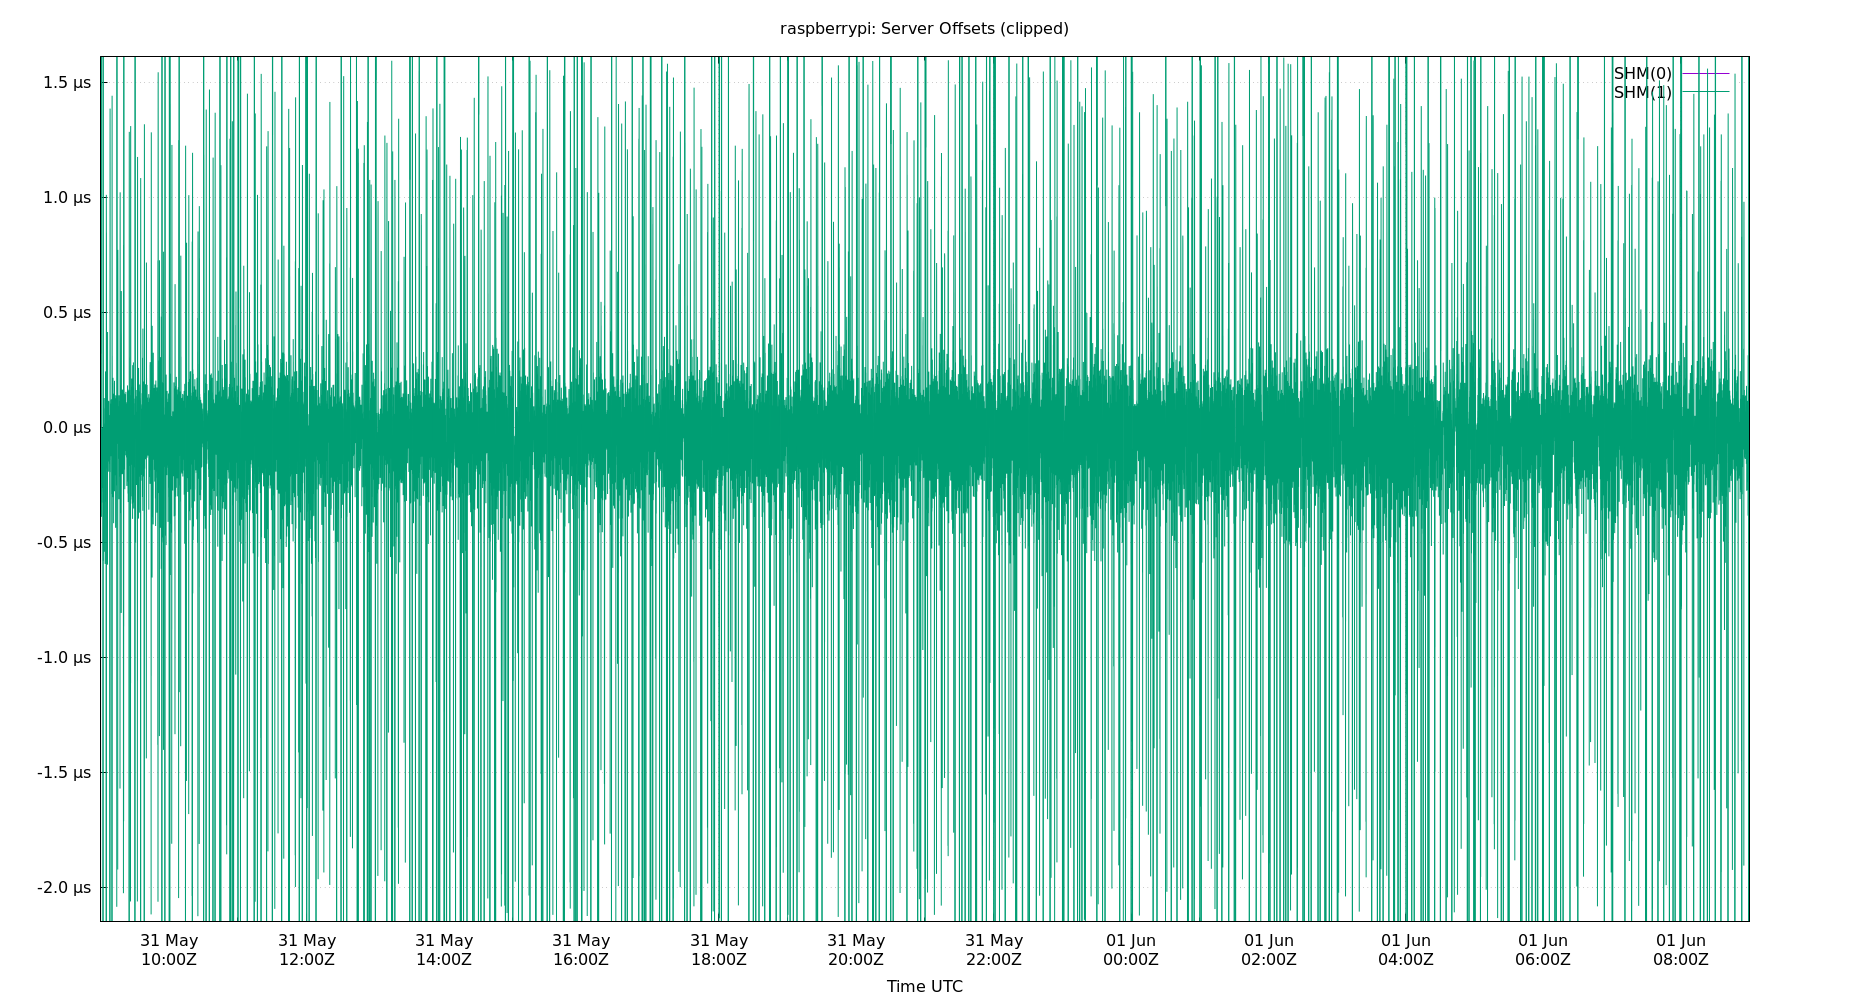 raspberrypi: Server Offsets (clipped)
SHM(0)
SHM(1)
1.5 µs
1.0 µs
0.5 µs
0.0 µs
-0.5 µs
-1.0 µs
-1.5 µs
-2.0 µs
31 May 31 May 31 May 31 May 31 May 31 May 31 May 01 Jun 01 Jun 01 Jun 01 Jun 01 Jun
10:00Z 12:00Z 14:00Z 16:00Z 18:00Z 20:00Z 22:00Z 00:00Z 02:00Z 04:00Z 06:00Z 08:00Z
Time UTC